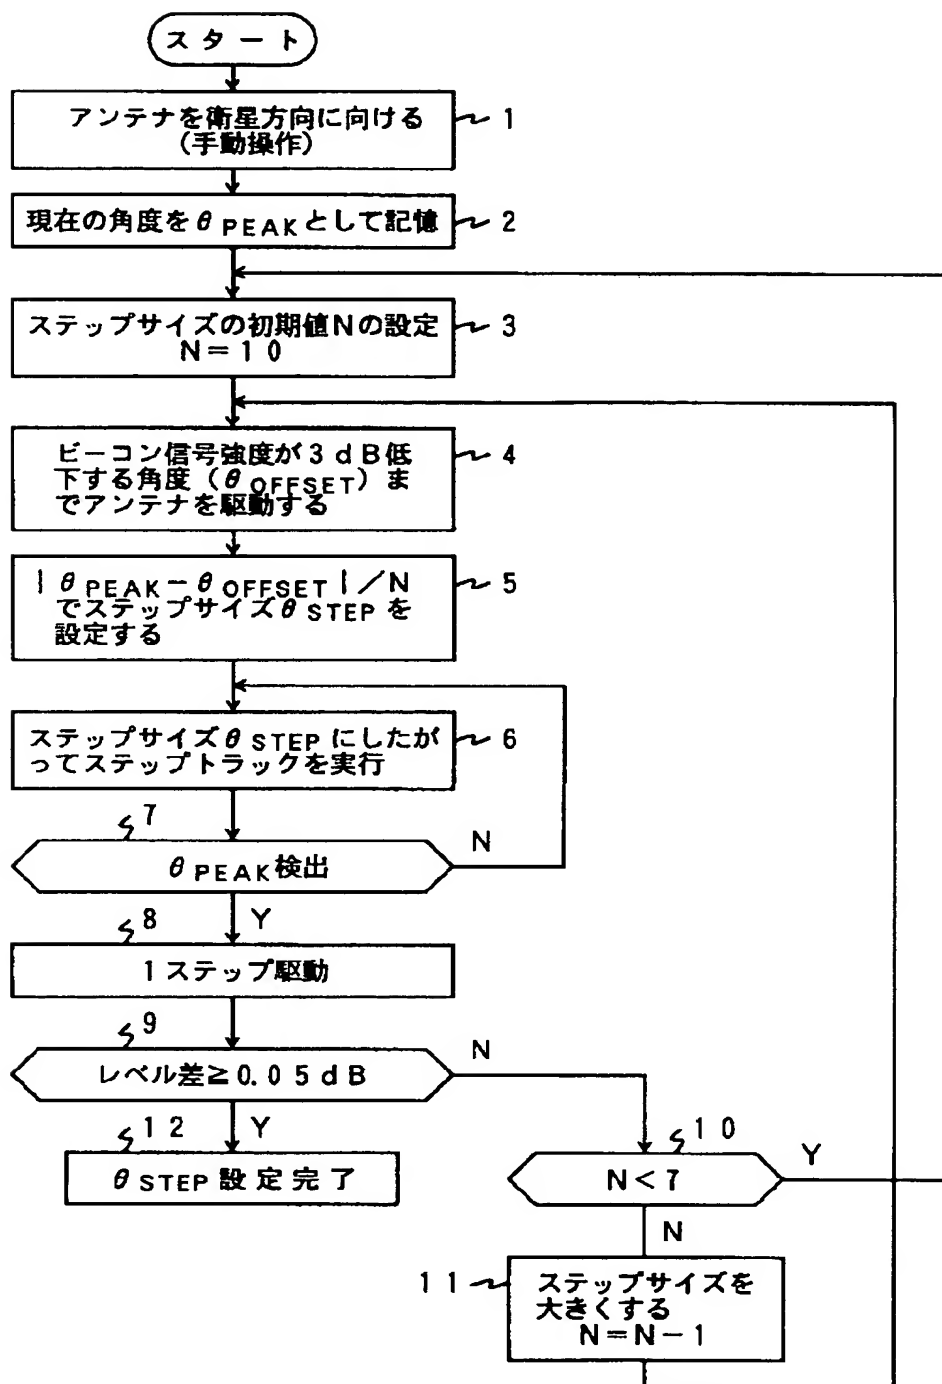 スタート
アンテナを衛星方向に向ける
(手動操作)
1
現在の角度をθPEAKとして記憶
2
ステップサイズの初期値Nの設定
N=10
3
ビーコン信号強度が3dB低
下する角度(θOFFSET)ま
でアンテナを駆動する
4
|θPEAK-θOFFSET|/N
でステップサイズθSTEPを
設定する
5
ステップサイズθSTEPにしたが
ってステップトラックを実行
6
7
θPEAK検出
N
Y
8
1ステップ駆動
9
レベル差≧0.05dB
N
Y
12
θSTEP設定完了
10
N<7
Y
N
11
ステップサイズを
大きくする
N=N-1